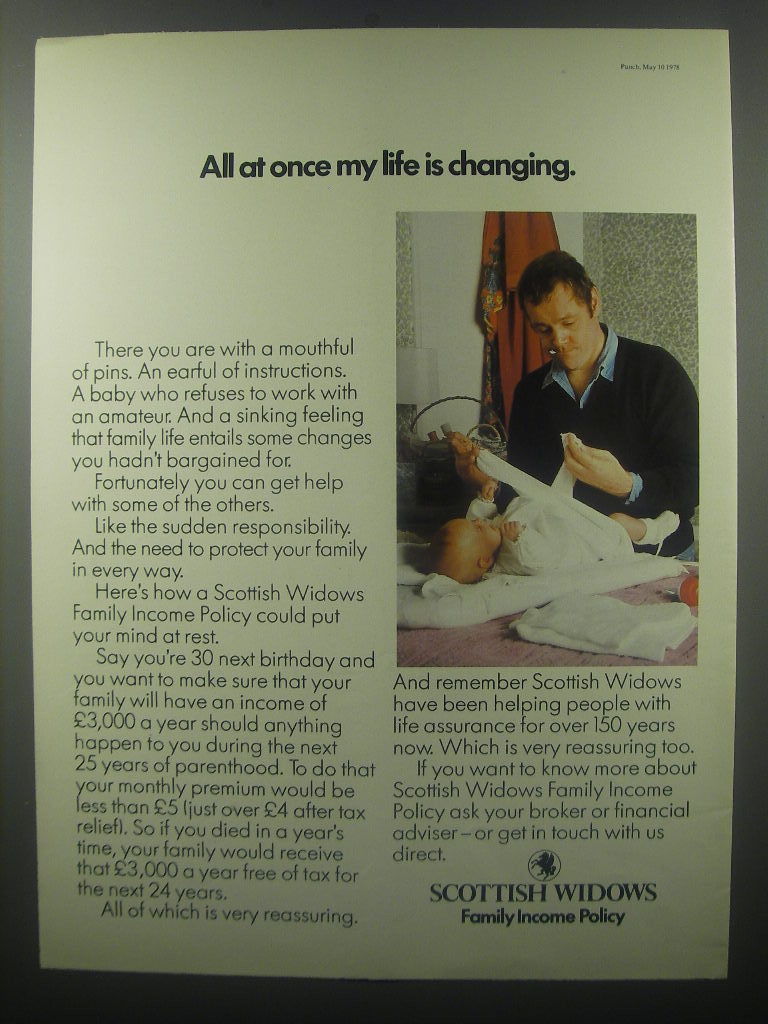 Punch, May 10 1978
All at once my life is changing.
There you are with a mouthful
of pins. An earful of instructions.
A baby who refuses to work with
an amateur. And a sinking feeling
that family life entails some changes
you hadn't bargained for.
Fortunately you can get help
with some of the others.
Like the sudden responsibility.
And the need to protect your family
in every way.
Here's how a Scottish Widows
Family Income Policy could put
your mind at rest.
Say you're 30 next birthday and
you want to make sure that your
family will have an income of
£3,000 a year should anything
happen to you during the next
25 years of parenthood. To do that
your monthly premium would be
less than £5 (just over £4 after tax
relief). So if you died in a year's
time, your family would receive
that £3,000 a year free of tax for
the next 24 years.
All of which is very reassuring.
And remember Scottish Widows
have been helping people with
life assurance for over 150 years
now. Which is very reassuring too.
If you want to know more about
Scottish Widows Family Income
Policy ask your broker or financial
adviser – or get in touch with us
direct.
SCOTTISH WIDOWS
Family Income Policy